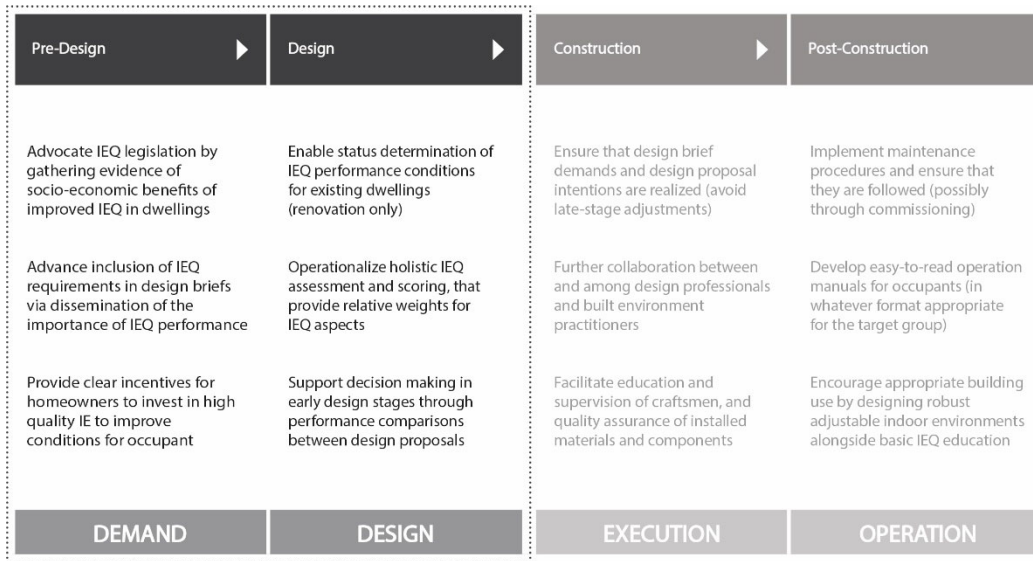 Pre-Design
Design
Construction
Post-Construction
Advocate IEQ legislation by
gathering evidence of
socio-economic benefits of
improved IEQ in dwellings
Enable status determination of
IEQ performance conditions
for existing dwellings
(renovation only)
Ensure that design brief
demands and design proposal
intentions are realized (avoid
late-stage adjustments)
Implement maintenance
procedures and ensure that
they are followed (possibly
through commissioning)
Advance inclusion of IEQ
requirements in design briefs
via dissemination of the
importance of IEQ performance
Operationalize holistic IEQ
assessment and scoring, that
provide relative weights for
IEQ aspects
Further collaboration between
and among design professionals
and built environment
practitioners
Develop easy-to-read operation
manuals for occupants (in
whatever format appropriate
for the target group)
Provide clear incentives for
homeowners to invest in high
quality IE to improve
conditions for occupant
Support decision making in
early design stages through
performance comparisons
between design proposals
Facilitate education and
supervision of craftsmen, and
quality assurance of installed
materials and components
Encourage appropriate building
use by designing robust
adjustable indoor environments
alongside basic IEQ education
DEMAND
DESIGN
EXECUTION
OPERATION